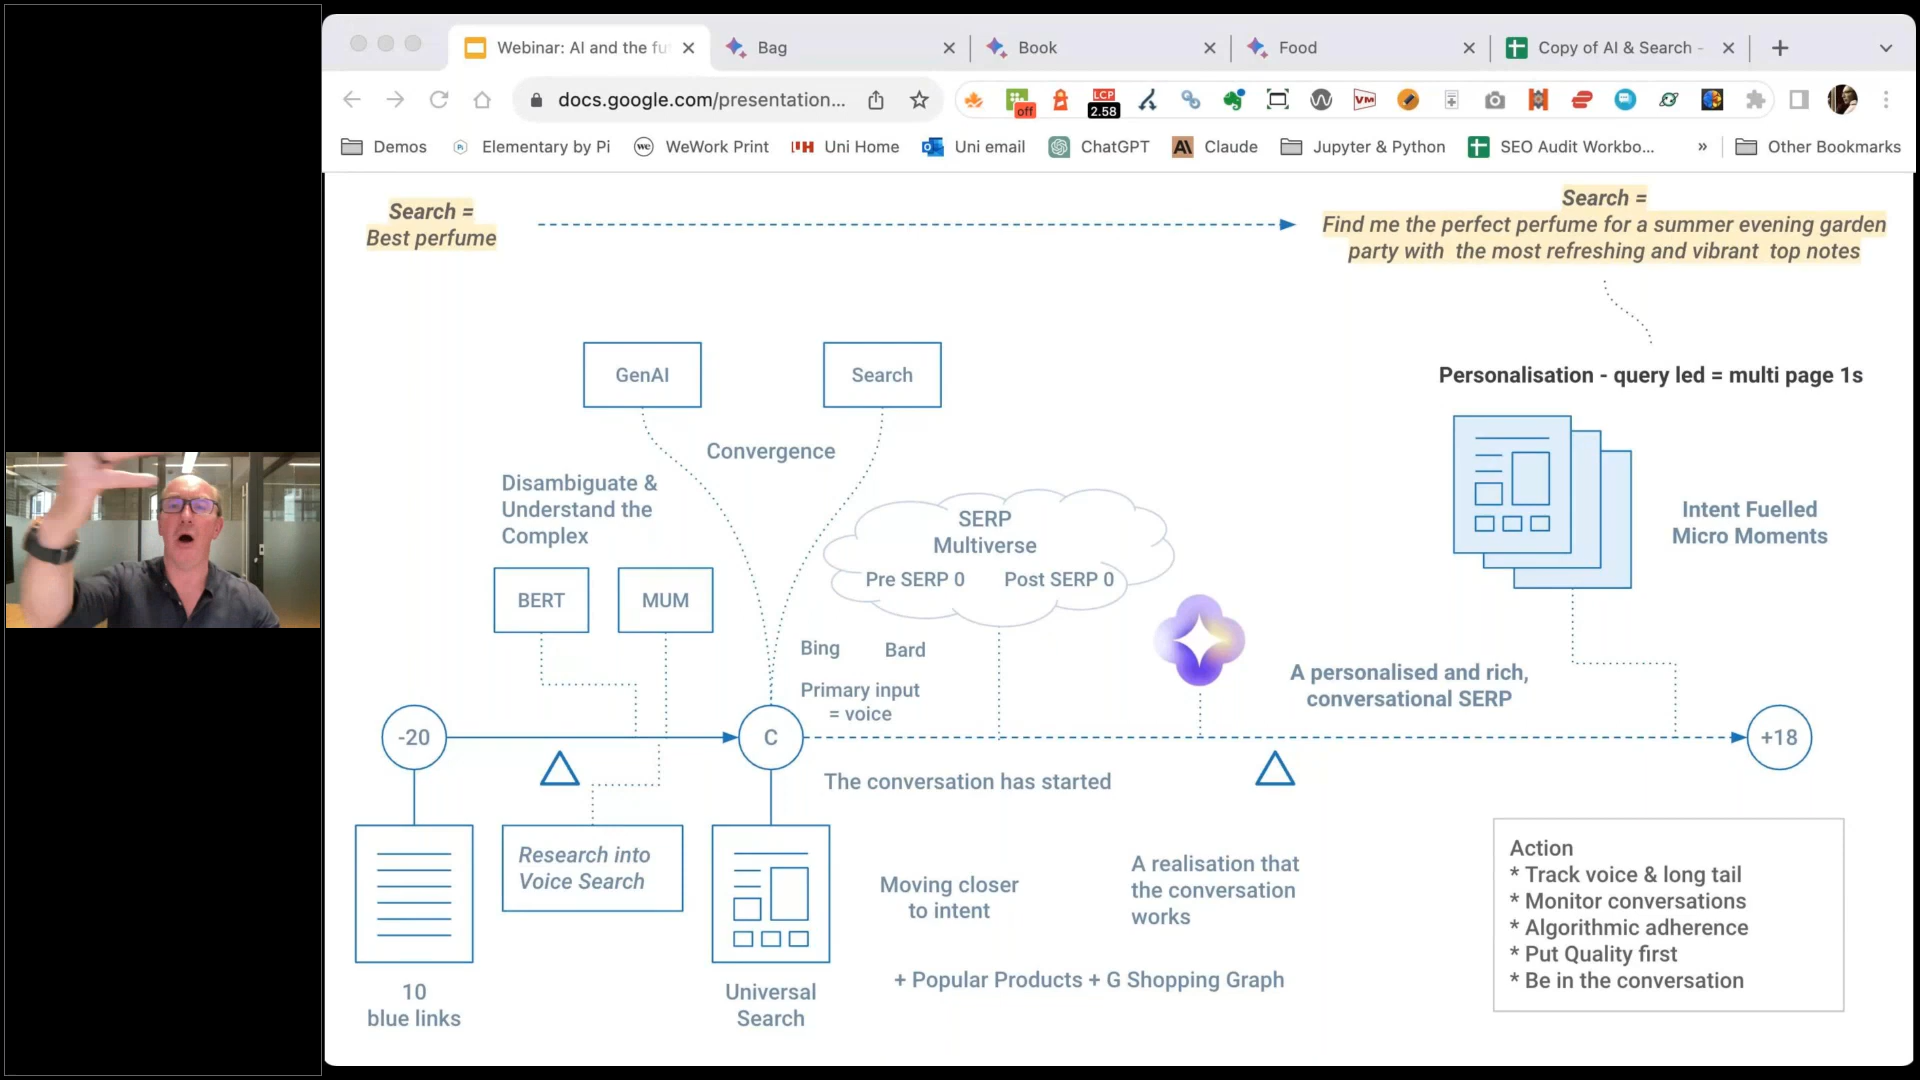 Webinar: AI and the fu
Bag
Book
Food
Copy of AI & Search -
docs.google.com/presentation...
off
LCP
2.58
VM
Demos
Elementary by Pi
WeWork Print
Uni Home
Uni email
ChatGPT
Claude
Jupyter & Python
SEO Audit Workbo...
»
Other Bookmarks
Search =
Best perfume
Search =
Find me the perfect perfume for a summer evening garden
party with the most refreshing and vibrant top notes
GenAI
Search
Personalisation - query led = multi page 1s
Convergence
Disambiguate &
Understand the
Complex
SERP
Multiverse
Pre SERP 0 Post SERP 0
Intent Fuelled
Micro Moments
BERT
MUM
Bing
Bard
Primary input
= voice
A personalised and rich,
conversational SERP
-20
C
+18
The conversation has started
Research into
Voice Search
Moving closer
to intent
A realisation that
the conversation
works
Action
* Track voice & long tail
* Monitor conversations
* Algorithmic adherence
* Put Quality first
* Be in the conversation
+ Popular Products + G Shopping Graph
10
blue links
Universal
Search